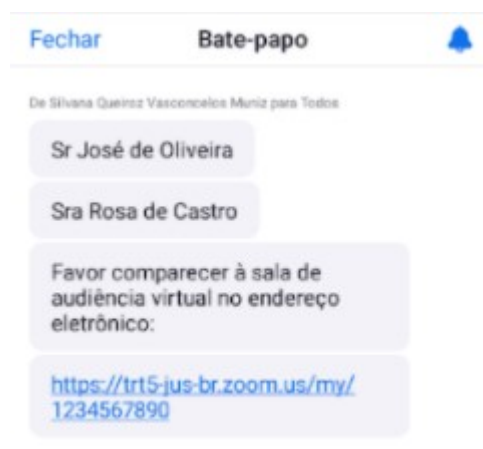 Fechar
Bate-papo
De Silvana Queiroz Vasconcelos Muniz para Todos
Sr José de Oliveira
Sra Rosa de Castro
Favor comparecer à sala de
audiência virtual no endereço
eletrônico:
https://trt5-jus-br.zoom.us/my/
1234567890